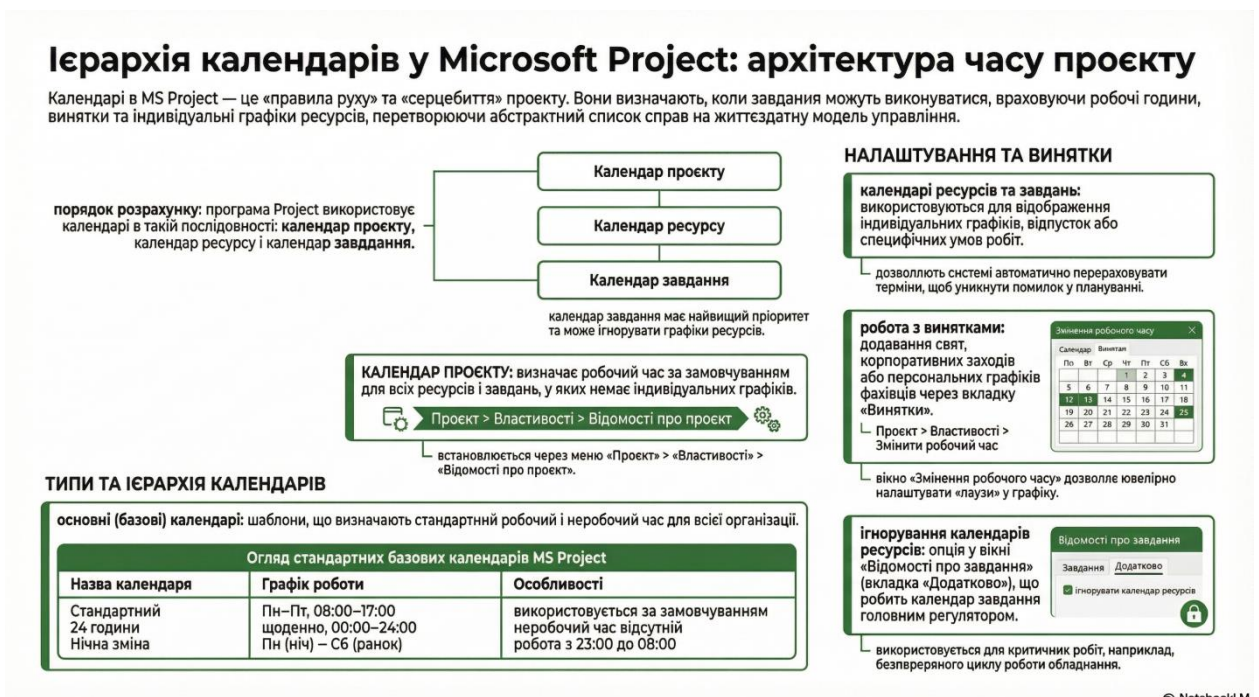 Ієрархія календарів у Microsoft Project: архітектура часу проєкту
Календарі в MS Project — це «правила руху» та «серцебиття» проекту. Вони визначають, коли завдання можуть виконуватися, враховуючи робочі години,
винятки та індивідуальні графіки ресурсів, перетворюючи абстрактний список справ на життєздатну модель управління.
порядок розрахунку: програма Project використовує
календарі в такій послідовності: календар проєкту,
календар ресурсу і календар завддання.
Календар проєкту
Календар ресурсу
Календар завдання
календар завдання має найвищий пріоритет
та може ігнорувати графіки ресурсів.
КАЛЕНДАР ПРОЄКТУ: визначає робочий час за замовчуванням
для всіх ресурсів і завдань, у яких немає індивідуальних графіків.
Проєкт > Властивості > Відомості про проєкт
встановлюється через меню «Проєкт» > «Властивості» >
«Відомості про проєкт».
ТИПИ ТА ІЄРАРХІЯ КАЛЕНДАРІВ
основні (базові) календарі: шаблони, що визначають стандартннй робочий і неробочий час для всієї організації.
Огляд стандартних базових календарів MS Project
Назва календаря Графік роботи Особливості
Стандартний Пн–Пт, 08:00–17:00 використовується за замовчуванням
24 години щоденно, 00:00–24:00 неробочий час відсутній
Нічна зміна Пн (ніч) – Сб (ранок) робота з 23:00 до 08:00
НАЛАШТУВАННЯ ТА ВИНЯТКИ
календарі ресурсів та завдань:
використовуються для відображення
індивідуальних графіків, відпусток або
специфічних умов робіт.
дозволлють системі автоматично перераховувати
терміни, щоб уникнути помилок у плануванні.
робота з винятками:
додавання свят,
корпоративних заходів
або персональних графіків
фахівців через вкладку
«Винятки».
Проєкт > Властивості >
Змінити робочий час
Змінення робочого часу
Салендар Винятал
По Вт Ср Чт Пт Сб Вх
1 2 3 4
5 6 7 8 9 10 11
12 13 14 15 16 17 18
19 20 21 22 23 24 25
26 27 28 29 30 31
вікно «Змінення робочого часу» дозволлє ювелірно
налаштувати «лаузи» у графіку.
ігнорування календарів
ресурсів: опція у вікні
«Відомості про завдання»
(вкладка «Додатково»), що
робить календар завдання
головним регулятором.
Відомості про завдання
Завдання Додатково
ігнорувати календар ресурсів
використовується для критичник робіт, наприклад,
безпвреряного циклу роботи обладнання.